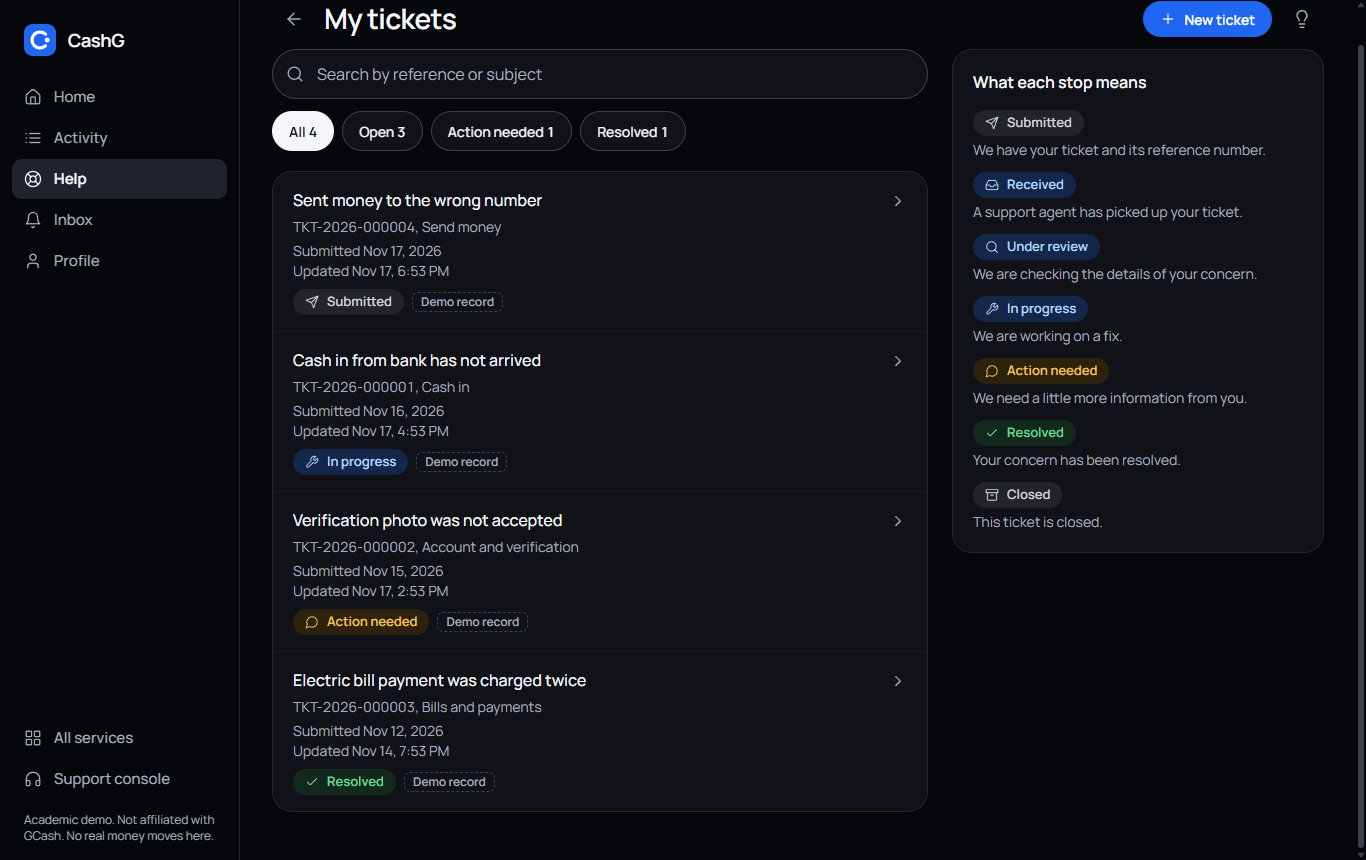 CashG
Home
Activity
Help
Inbox
Profile
All services
Support console
Academic demo. Not affiliated with
GCash. No real money moves here.
My tickets
New ticket
Search by reference or subject
All 4
Open 3
Action needed 1
Resolved 1
Sent money to the wrong number
TKT-2026-000004, Send money
Submitted Nov 17, 2026
Updated Nov 17, 6:53 PM
Submitted
Demo record
Cash in from bank has not arrived
TKT-2026-000001, Cash in
Submitted Nov 16, 2026
Updated Nov 17, 4:53 PM
In progress
Demo record
Verification photo was not accepted
TKT-2026-000002, Account and verification
Submitted Nov 15, 2026
Updated Nov 17, 2:53 PM
Action needed
Demo record
Electric bill payment was charged twice
TKT-2026-000003, Bills and payments
Submitted Nov 12, 2026
Updated Nov 14, 7:53 PM
Resolved
Demo record
What each stop means
Submitted
We have your ticket and its reference number.
Received
A support agent has picked up your ticket.
Under review
We are checking the details of your concern.
In progress
We are working on a fix.
Action needed
We need a little more information from you.
Resolved
Your concern has been resolved.
Closed
This ticket is closed.